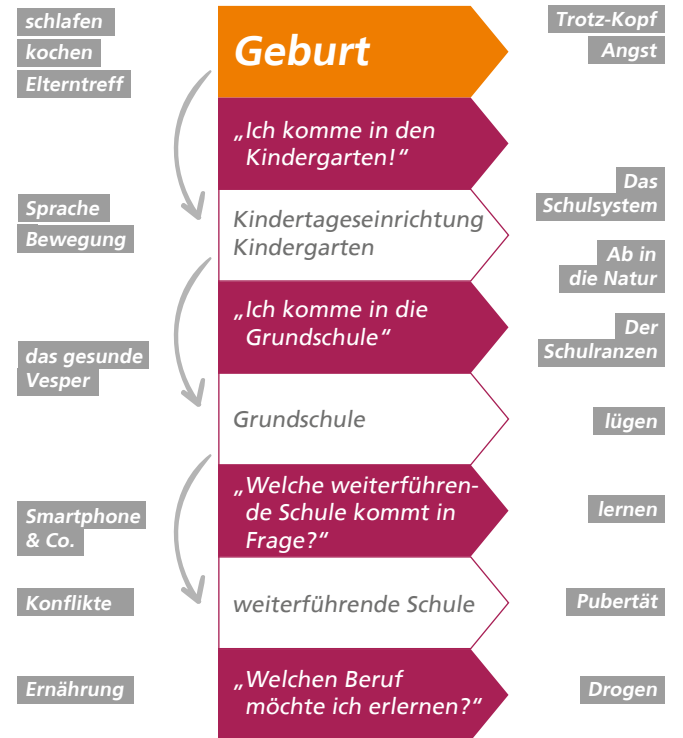 schlafen
kochen
Elterntreff
Geburt
Trotz-Kopf
Angst
„Ich komme in den
Kindergarten!“
Sprache
Bewegung
Kindertageseinrichtung
Kindergarten
Das
Schulsystem
Ab in
die Natur
„Ich komme in die
Grundschule“
Der
Schulranzen
das gesunde
Vesper
Grundschule
lügen
„Welche weiterführen-
de Schule kommt in
Frage?“
Smartphone
& Co.
lernen
Konflikte
weiterführende Schule
Pubertät
Ernährung
„Welchen Beruf
möchte ich erlernen?“
Drogen